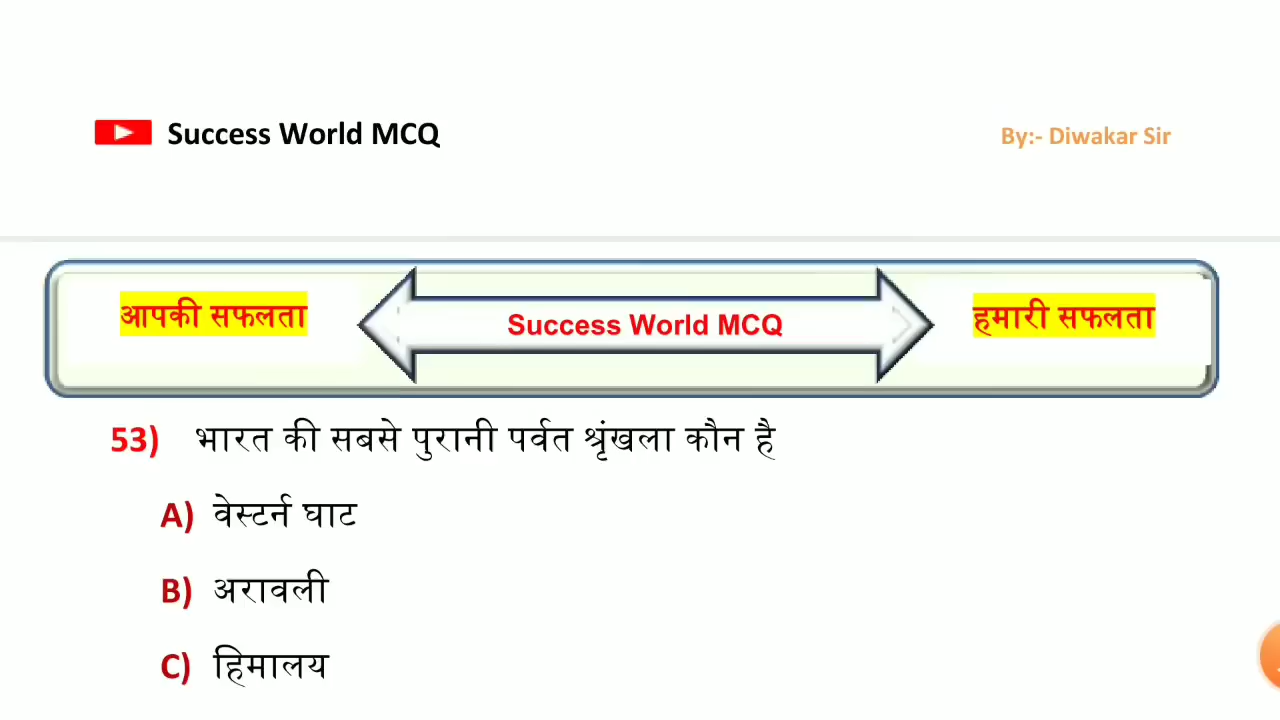 Success World MCQ
By:- Diwakar Sir
आपकी सफलता
Success World MCQ
हमारी सफलता
53) भारत की सबसे पुरानी पर्वत श्रृंखला कौन है
A) वेस्टर्न घाट
B) अरावली
C) हिमालय